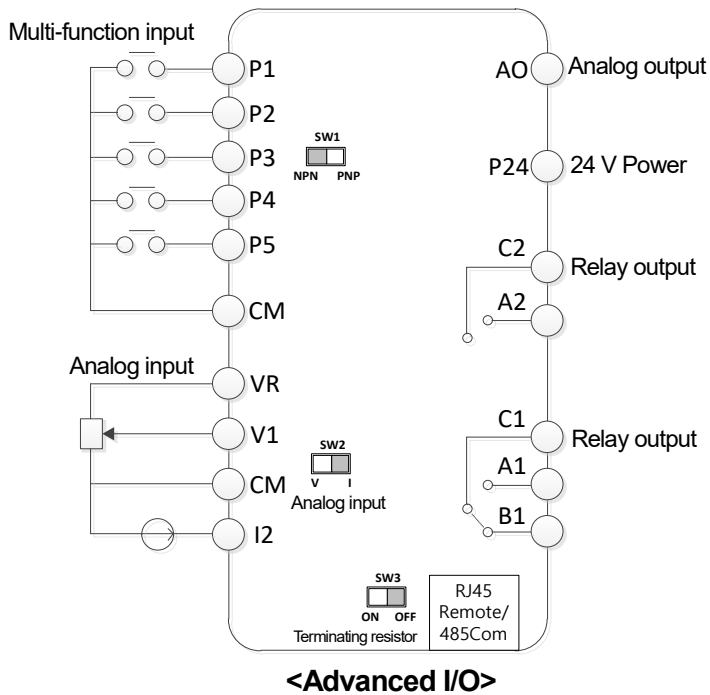 Multi-function input
P1
P2
P3
P4
P5
CM
SW1
NPN PNP
Analog input
VR
V1
CM
I2
SW2
V I
Analog input
SW3
ON OFF
Terminating resistor
RJ45
Remote/
485Com
AO
Analog output
P24
24 V Power
C2
Relay output
A2
C1
Relay output
A1
B1
<Advanced I/O>